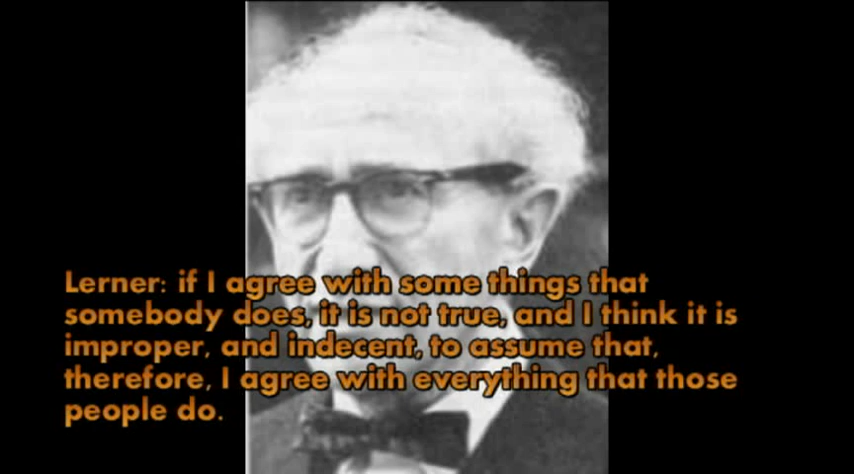 Lerner: if I agree with some things that
somebody does, it is not true, and I think it is
improper, and indecent, to assume that,
therefore, I agree with everything that those
people do.